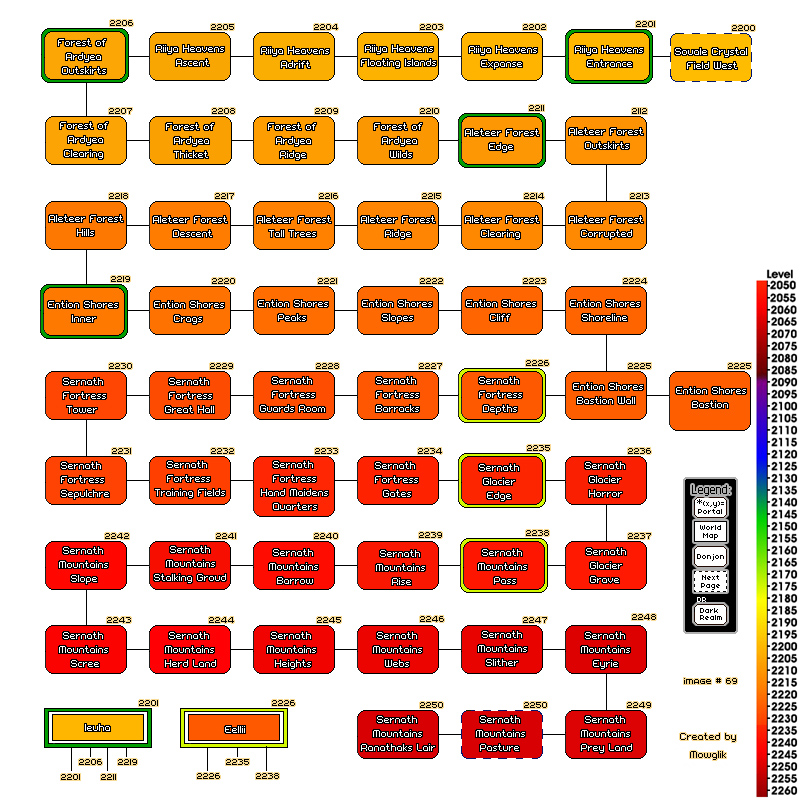 2206
2205
2204
2203
2202
2201
2200
Forest of
Ardyea
Outskirts
Riiya Heavens
Ascent
Riiya Heavens
Adrift
Riiya Heavens
Floating Islands
Riiya Heavens
Expanse
Riiya Heavens
Entrance
Sovale Crystal
Field West
2207
2208
2209
2210
2211
2112
Forest of
Ardyea
Clearing
Forest of
Ardyea
Thicket
Forest of
Ardyea
Ridge
Forest of
Ardyea
Wilds
Aleteer Forest
Edge
Aleteer Forest
Outskirts
2218
2217
2216
2215
2214
2213
Aleteer Forest
Hills
Aleteer Forest
Descent
Aleteer Forest
Tall Trees
Aleteer Forest
Ridge
Aleteer Forest
Clearing
Aleteer Forest
Corrupted
2219
2220
2221
2222
2223
2224
Ention Shores
Inner
Ention Shores
Crags
Ention Shores
Peaks
Ention Shores
Slopes
Ention Shores
Cliff
Ention Shores
Shoreline
2230
2229
2228
2227
2226
2225
2225
Sernath
Fortress
Tower
Sernath
Fortress
Great Hall
Sernath
Fortress
Guards Room
Sernath
Fortress
Barracks
Sernath
Fortress
Depths
Ention Shores
Bastion Wall
Ention Shores
Bastion
2231
2232
2233
2234
2235
2236
Sernath
Fortress
Sepulchre
Sernath
Fortress
Training Fields
Sernath
Fortress
Hand Maidens
Quarters
Sernath
Fortress
Gates
Sernath
Glacier
Edge
Sernath
Glacier
Horror
2242
2241
2240
2239
2238
2237
Sernath
Mountains
Slope
Sernath
Mountains
Stalking Groud
Sernath
Mountains
Barrow
Sernath
Mountains
Rise
Sernath
Mountains
Pass
Sernath
Glacier
Grave
2243
2244
2245
2246
2247
2248
Sernath
Mountains
Scree
Sernath
Mountains
Herd Land
Sernath
Mountains
Heights
Sernath
Mountains
Webs
Sernath
Mountains
Slither
Sernath
Mountains
Eyrie
2201
2226
2250
2250
2249
Ieuha
Eellii
Sernath
Mountains
Ranathaks Lair
Sernath
Mountains
Pasture
Sernath
Mountains
Prey Land
2201
2206
2211
2219
2226
2235
2238
Level
2050
2055
2060
2065
2070
2075
2080
2085
2090
2095
2100
2105
2110
2115
2120
2125
2130
2135
2140
2145
2150
2155
2160
2165
2170
2175
2180
2185
2190
2195
2200
2205
2210
2215
2220
2225
2230
2235
2240
2245
2250
2255
2260
Legend:
*(x,y)=
Portal
World
Map
Donjon
Next
Page
DR
Dark
Realm
image # 69
Created by
Mowglik